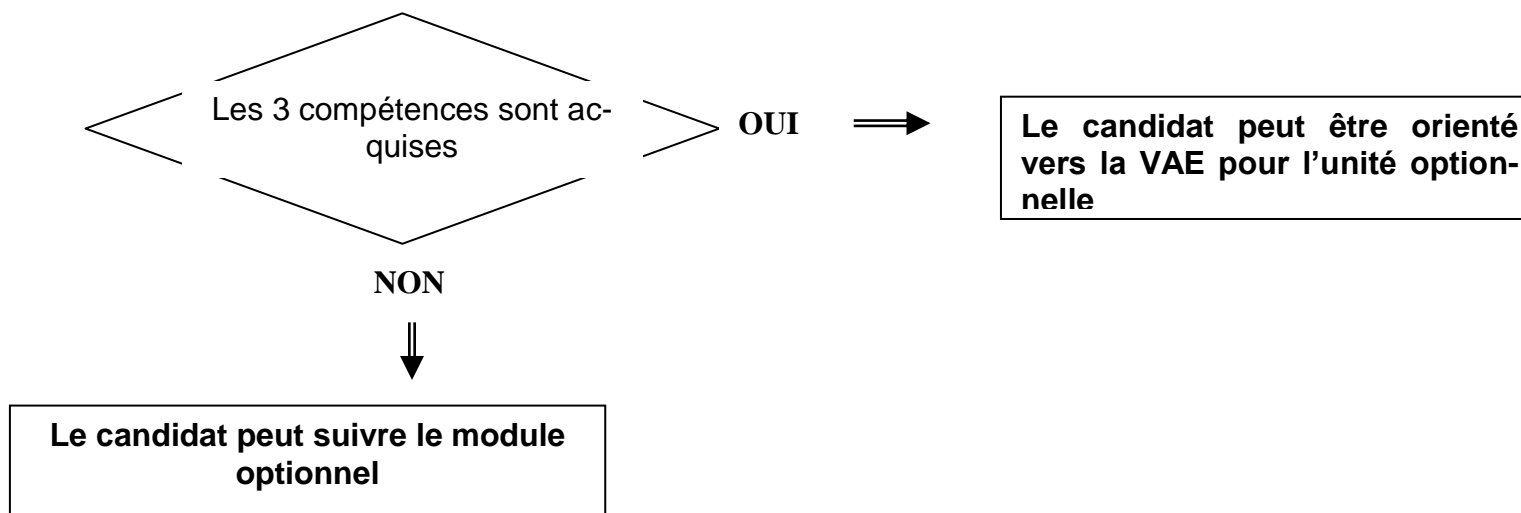 Les 3 compétences sont ac-
quises
OUI
Le candidat peut être orienté
vers la VAE pour l’unité option-
nelle
NON
Le candidat peut suivre le module
optionnel